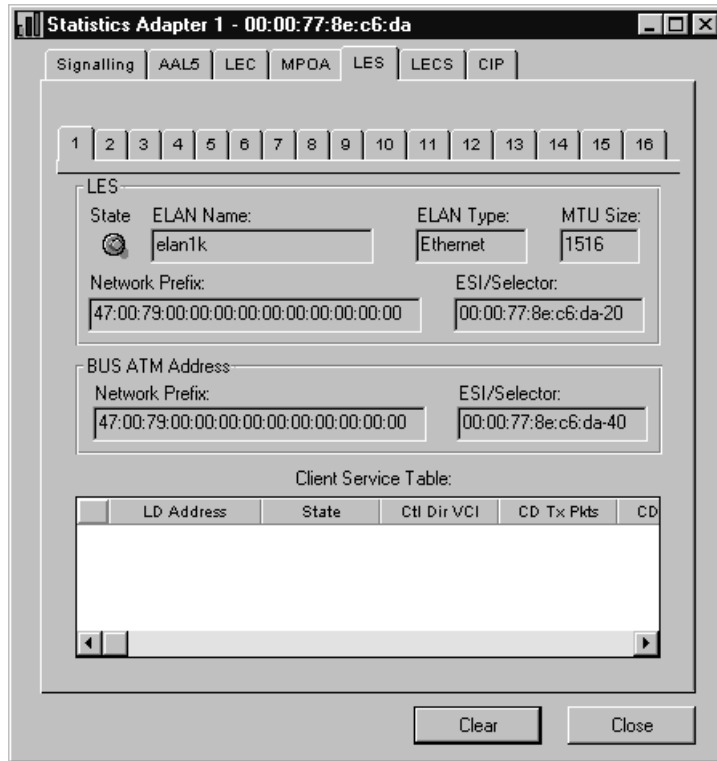 Statistics Adapter 1 - 00:00:77:8e:c6:da
Signalling AAL5 LEC MPOA LES LECS CIP
1 2 3 4 5 6 7 8 9 10 11 12 13 14 15 16
LES
State ELAN Name: ELAN Type: MTU Size:
elan1k Ethernet 1516
Network Prefix: ESI/Selector:
47:00:79:00:00:00:00:00:00:00:00:00:00 00:00:77:8e:c6:da-20
BUS ATM Address
Network Prefix: ESI/Selector:
47:00:79:00:00:00:00:00:00:00:00:00:00 00:00:77:8e:c6:da-40
Client Service Table:
LD Address State Ctl Dir VCI CD Tx Pkts CD
Clear Close